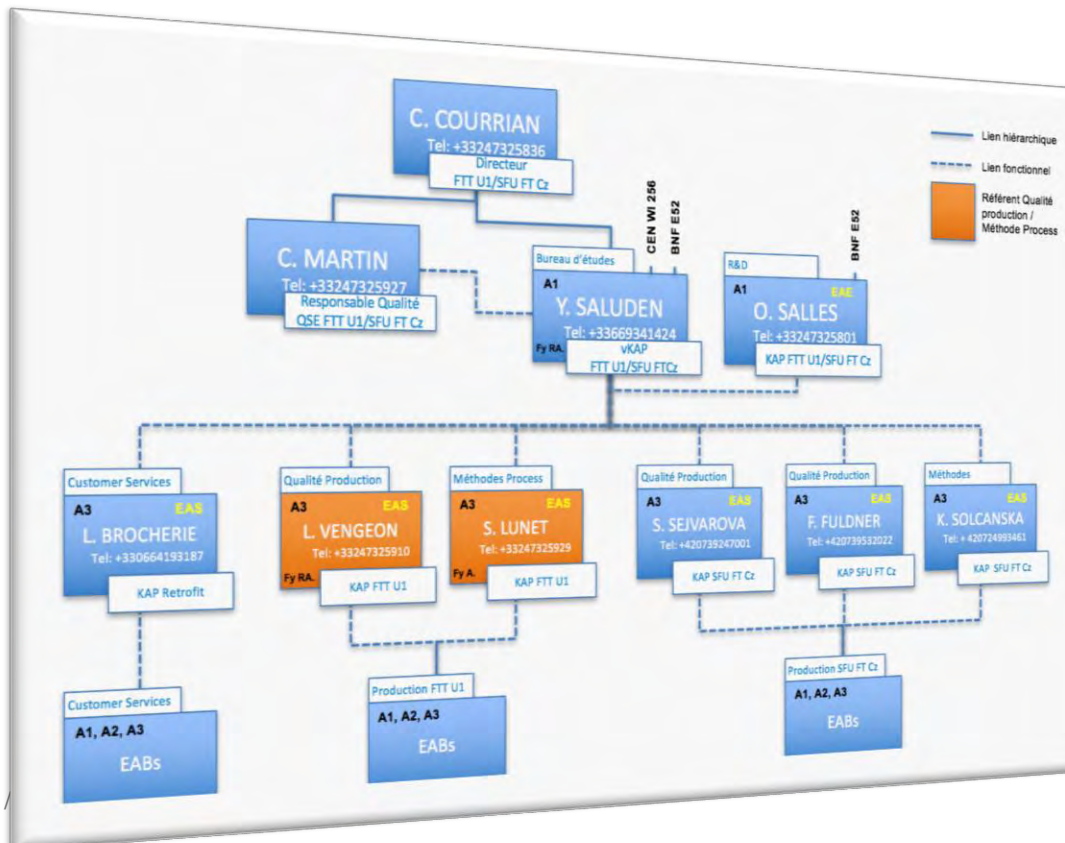 C. COURRIAN
Tel: +33247325836
Directeur
FTT U1/SFU FT Cz
Lien hiérarchique
Lien fonctionnel
Référent Qualité
production /
Méthode Process
C. MARTIN
Tel: +33247325927
Responsable Qualité
QSE FTT U1/SFU FT Cz
Bureau d'études
CEN WI 256
BNF E52
A1
Y. SALUDEN
Tel: +33669341424
Fy RA.
vKAP
FTT U1/SFU FTCz
R&D
BNF E52
A1
EAE
O. SALLES
Tel: +33247325801
KAP FTT U1/SFU FT Cz
Customer Services
A3
EAS
L. BROCHERIE
Tel: +330664193187
KAP Retrofit
Qualité Production
A3
EAS
L. VENGEON
Tel: +33247325910
Fy RA.
KAP FTT U1
Méthodes Process
A3
EAS
S. LUNET
Tel: +33247325929
Fy A.
KAP FTT U1
Qualité Production
A3
EAS
S. SEJVAROVA
Tel: +420739247001
KAP SFU FT Cz
Qualité Production
A3
EAS
F. FULDNER
Tel: +420739532022
KAP SFU FT Cz
Méthodes
A3
EAS
K. SOLCANSKA
Tel: + 420724993461
KAP SFU FT Cz
Customer Services
A1, A2, A3
EABs
Production FTT U1
A1, A2, A3
EABs
Production SFU FT Cz
A1, A2, A3
EABs
/